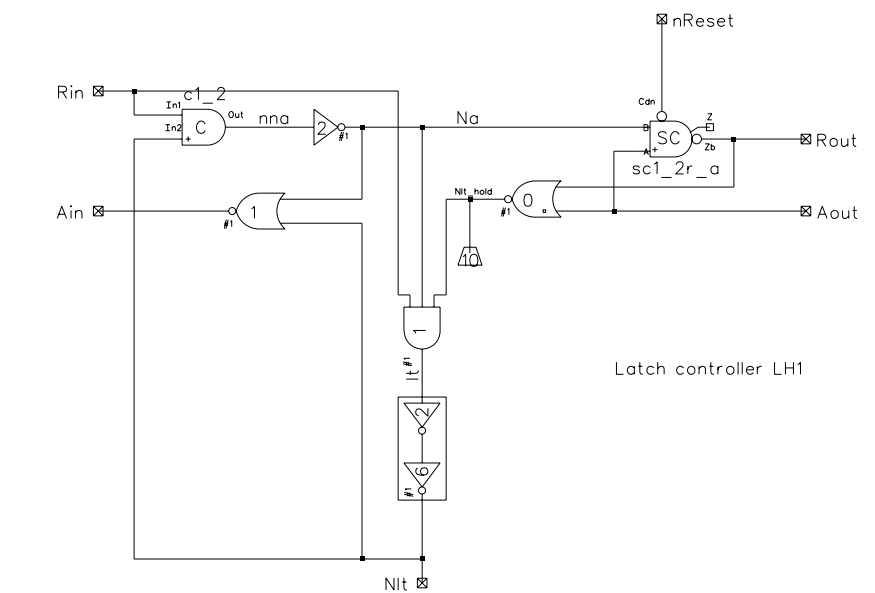 nReset
Rin
c1_2
In1
Out
In2
C
+
nna
2
#1
Na
Cdn
B
A
+
SC
Z
Zb
Rout
sc1_2r_a
Ain
1
#1
Nlt_hold
#1
0
Aout
10
1
lt
#1
Latch controller LH1
2
6
#1
Nlt